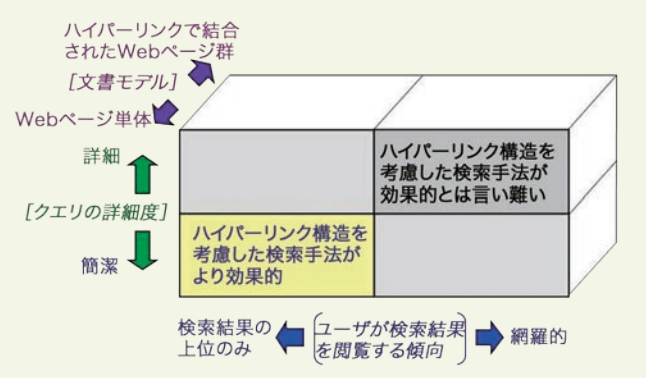 ハイパーリンクで結合
されたWebページ群
[文書モデル]
Webページ単体
詳細
[クエリの詳細度]
簡潔
ハイパーリンク構造を
考慮した検索手法が
効果的とは言い難い
ハイパーリンク構造を
考慮した検索手法が
より効果的
検索結果の
上位のみ
[ユーザが検索結果
を閲覧する傾向]
網羅的